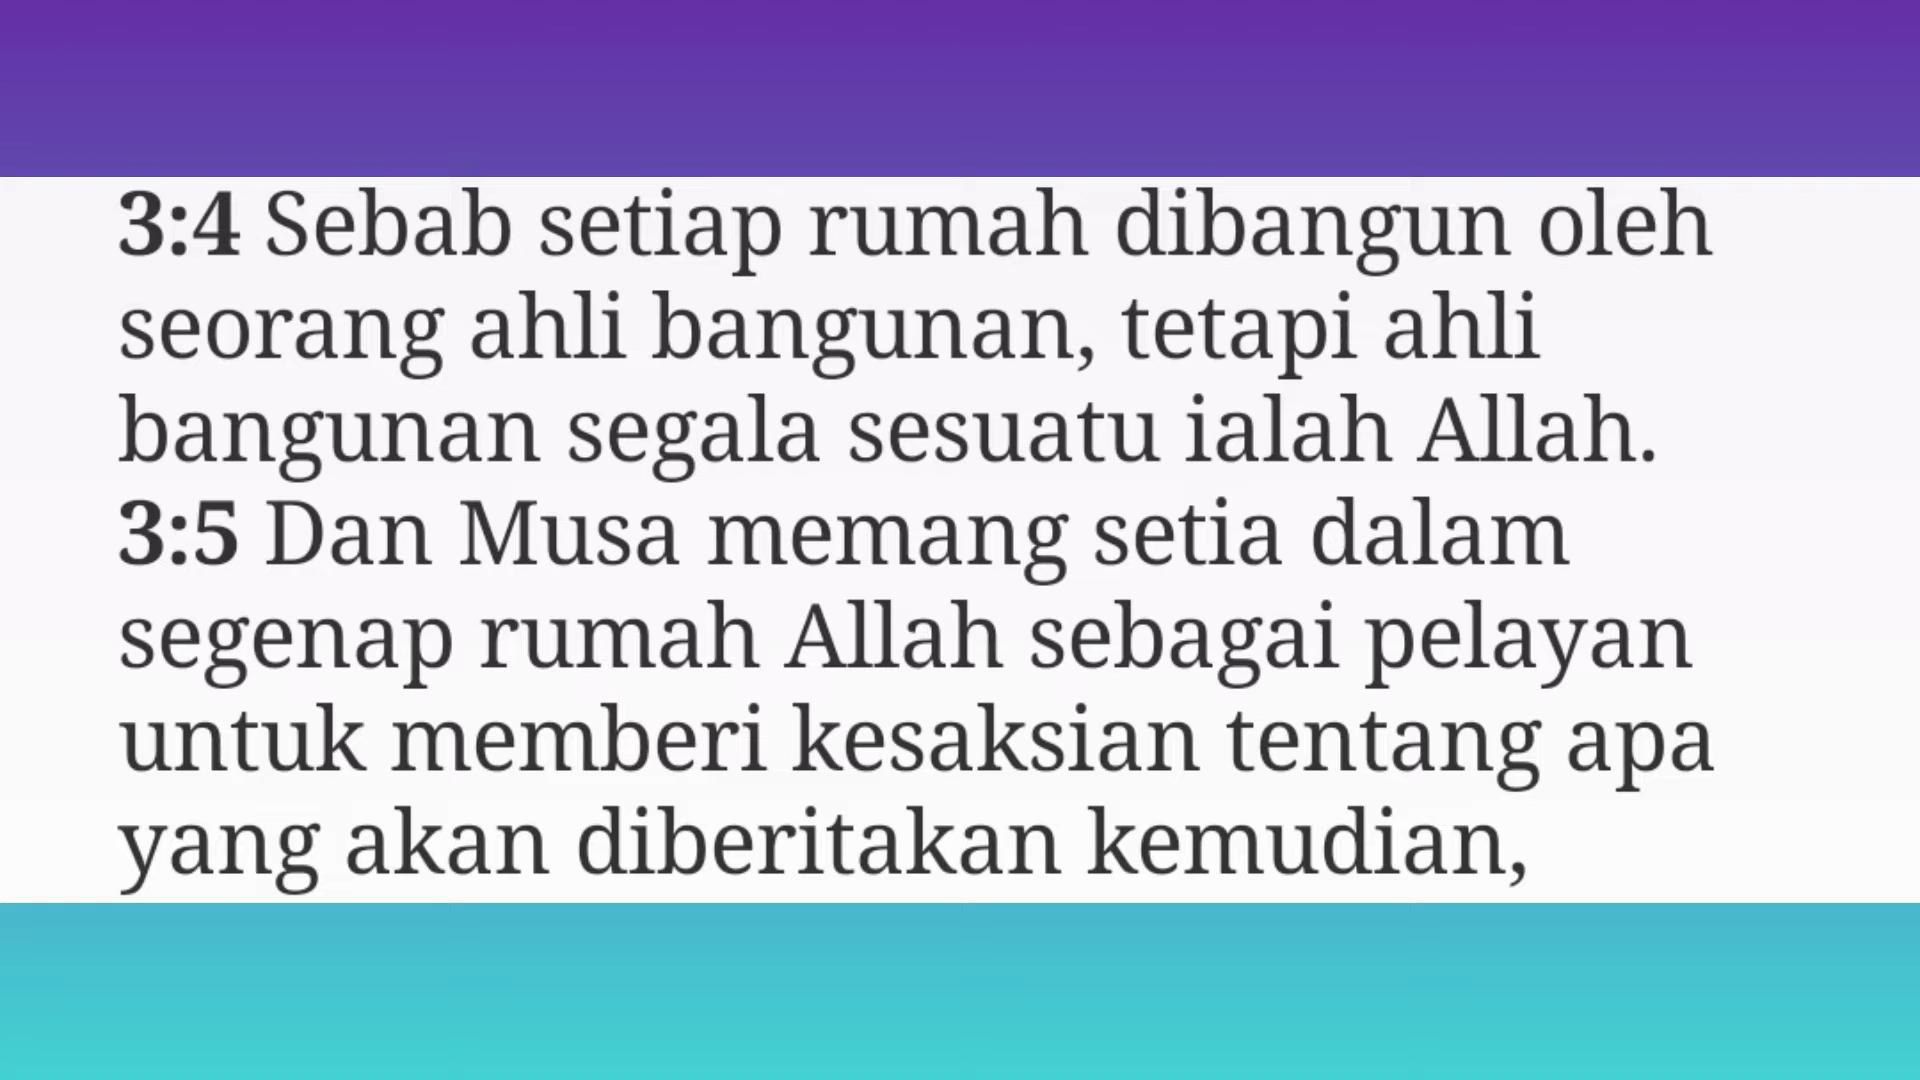 3:4 Sebab setiap rumah dibangun oleh
seorang ahli bangunan, tetapi ahli
bangunan segala sesuatu ialah Allah.
3:5 Dan Musa memang setia dalam
segenap rumah Allah sebagai pelayan
untuk memberi kesaksian tentang apa
yang akan diberitakan kemudian,